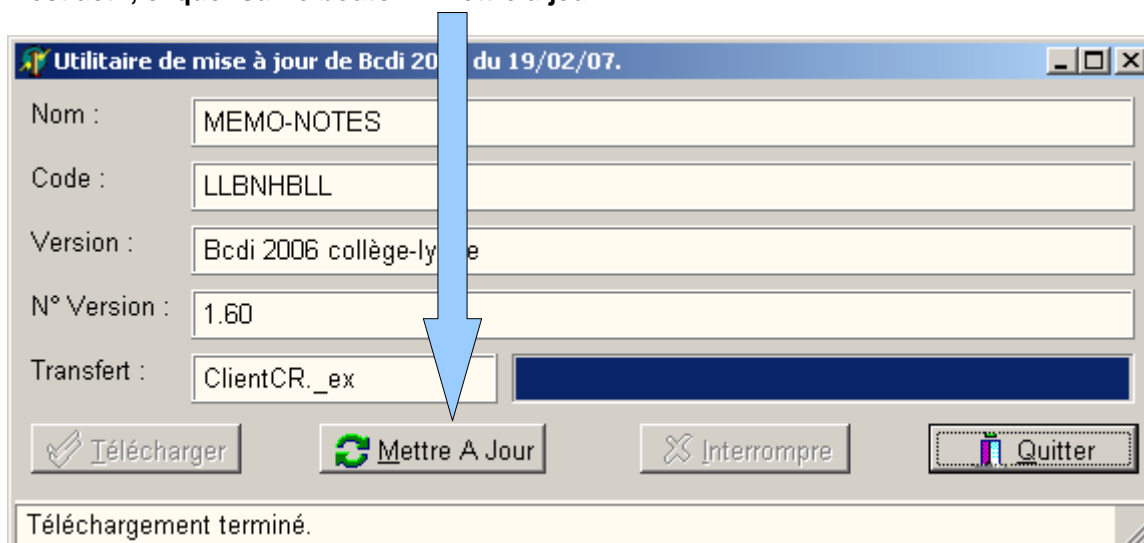 Utilitaire de mise à jour de Bcdi 20 du 19/02/07.
Nom :
MEMO-NOTES
Code :
LLBNHBLL
Version :
Bcdi 2006 collège-ly e
N° Version :
1.60
Transfert :
ClientCR._ex
Télécharger
Mettre A Jour
Interrompre
Quitter
Téléchargement terminé.